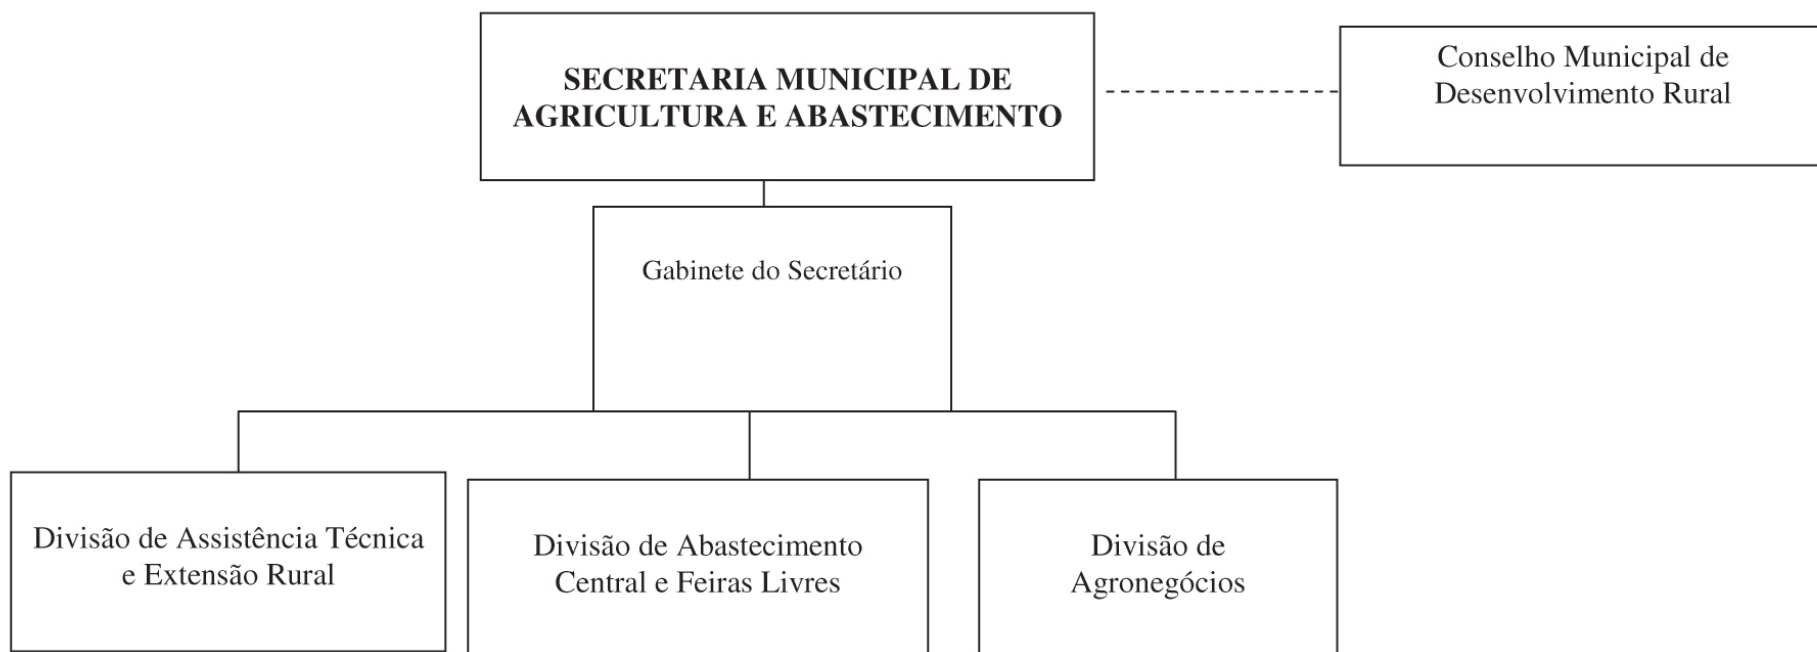 SECRETARIA MUNICIPAL DE
AGRICULTURA E ABASTECIMENTO
Conselho Municipal de
Desenvolvimento Rural
Gabinete do Secretário
Divisão de Assistência Técnica
e Extensão Rural
Divisão de Abastecimento
Central e Feiras Livres
Divisão de
Agronegócios